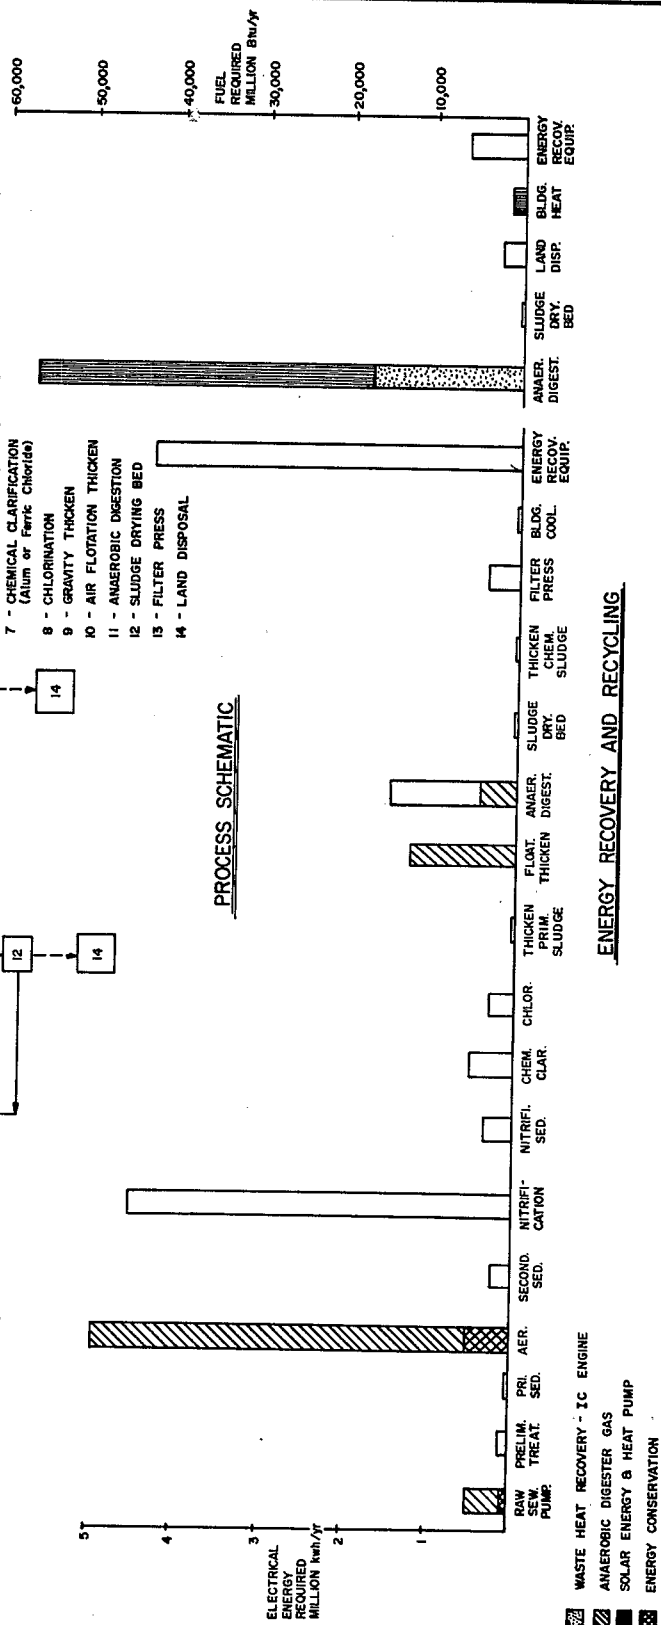 7 - CHEMICAL CLARIFICATION
(Alum or Ferric Chloride)
8 - CHLORINATION
9 - GRAVITY THICKEN
10 - AIR FLOTATION THICKEN
11 - ANAEROBIC DIGESTION
12 - SLUDGE DRYING BED
13 - FILTER PRESS
14 - LAND DISPOSAL
12
14
14
PROCESS SCHEMATIC
ELECTRICAL
ENERGY
REQUIRED
MILLION kwh/yr
5
4
3
2
1
FUEL
REQUIRED
MILLION Btu/yr
60,000
50,000
40,000
30,000
20,000
10,000
RAW
SEW.
PUMP.
PRELIM.
TREAT.
PRI.
SED.
AER.
SECOND.
SED.
NITRIFI-
CATION
NITRIFI.
SED.
CHEM.
CLAR.
CHLOR.
THICKEN
PRIM.
SLUDGE
FLOAT.
THICKEN
ANAER.
DIGEST.
SLUDGE
DRY.
BED
THICKEN
CHEM.
SLUDGE
FILTER
PRESS
BLDG.
COOL.
ENERGY
RECOV.
EQUIP.
ANAER.
DIGEST.
SLUDGE
DRY.
BED
LAND
DISP.
BLDG.
HEAT
ENERGY
RECOV.
EQUIP.
WASTE HEAT RECOVERY - IC ENGINE
ANAEROBIC DIGESTER GAS
SOLAR ENERGY & HEAT PUMP
ENERGY CONSERVATION
ENERGY RECOVERY AND RECYCLING